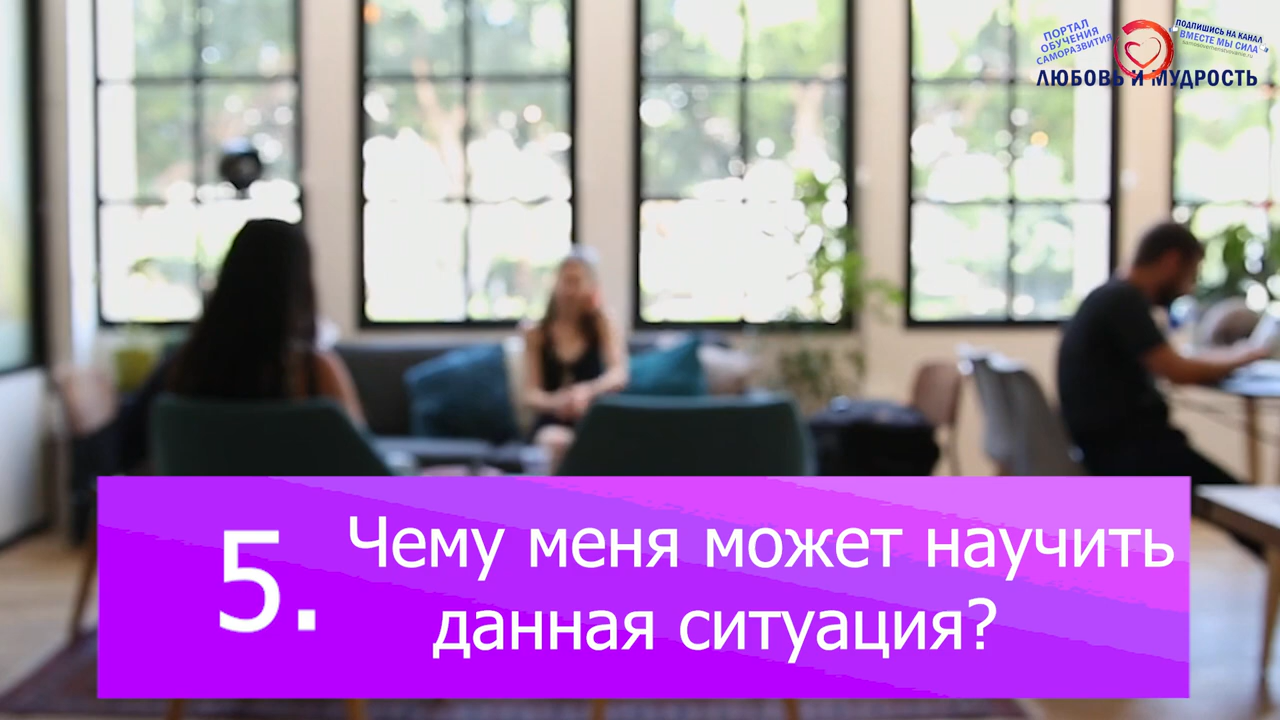 ПОРТАЛ
ОБУЧЕНИЯ
САМОРАЗВИТИЯ
ПОДПИШИСЬ НА КАНАЛ
ВМЕСТЕ МЫ СИЛА
ЛЮБОВЬ И МУДРОСТЬ
5. Чему меня может научить
данная ситуация?